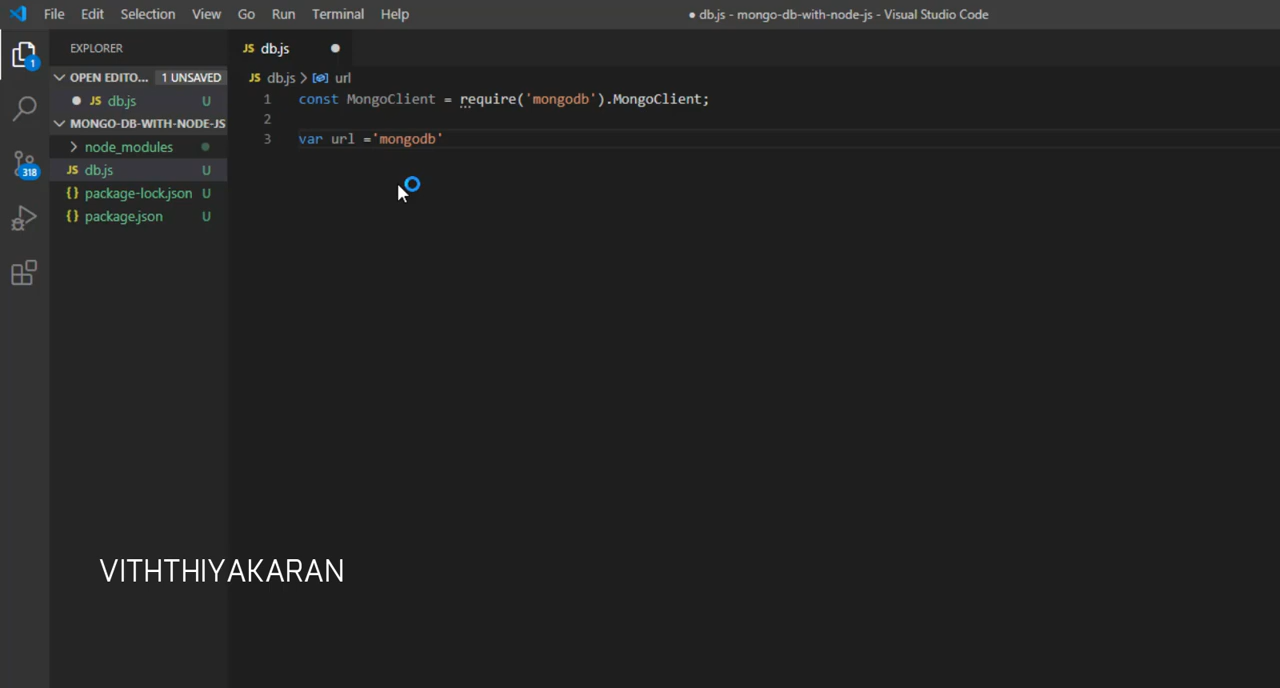 File Edit Selection View Go Run Terminal Help
● db.js - mongo-db-with-node-js - Visual Studio Code
EXPLORER
JS db.js
OPEN EDITO... 1 UNSAVED
JS db.js > url
JS db.js U
1 const MongoClient = require('mongodb').MongoClient;
MONGO-DB-WITH-NODE-JS
2
3 var url ='mongodb'
node_modules
JS db.js U
{} package-lock.json U
{} package.json U
1
318
VITHTHIYAKARAN